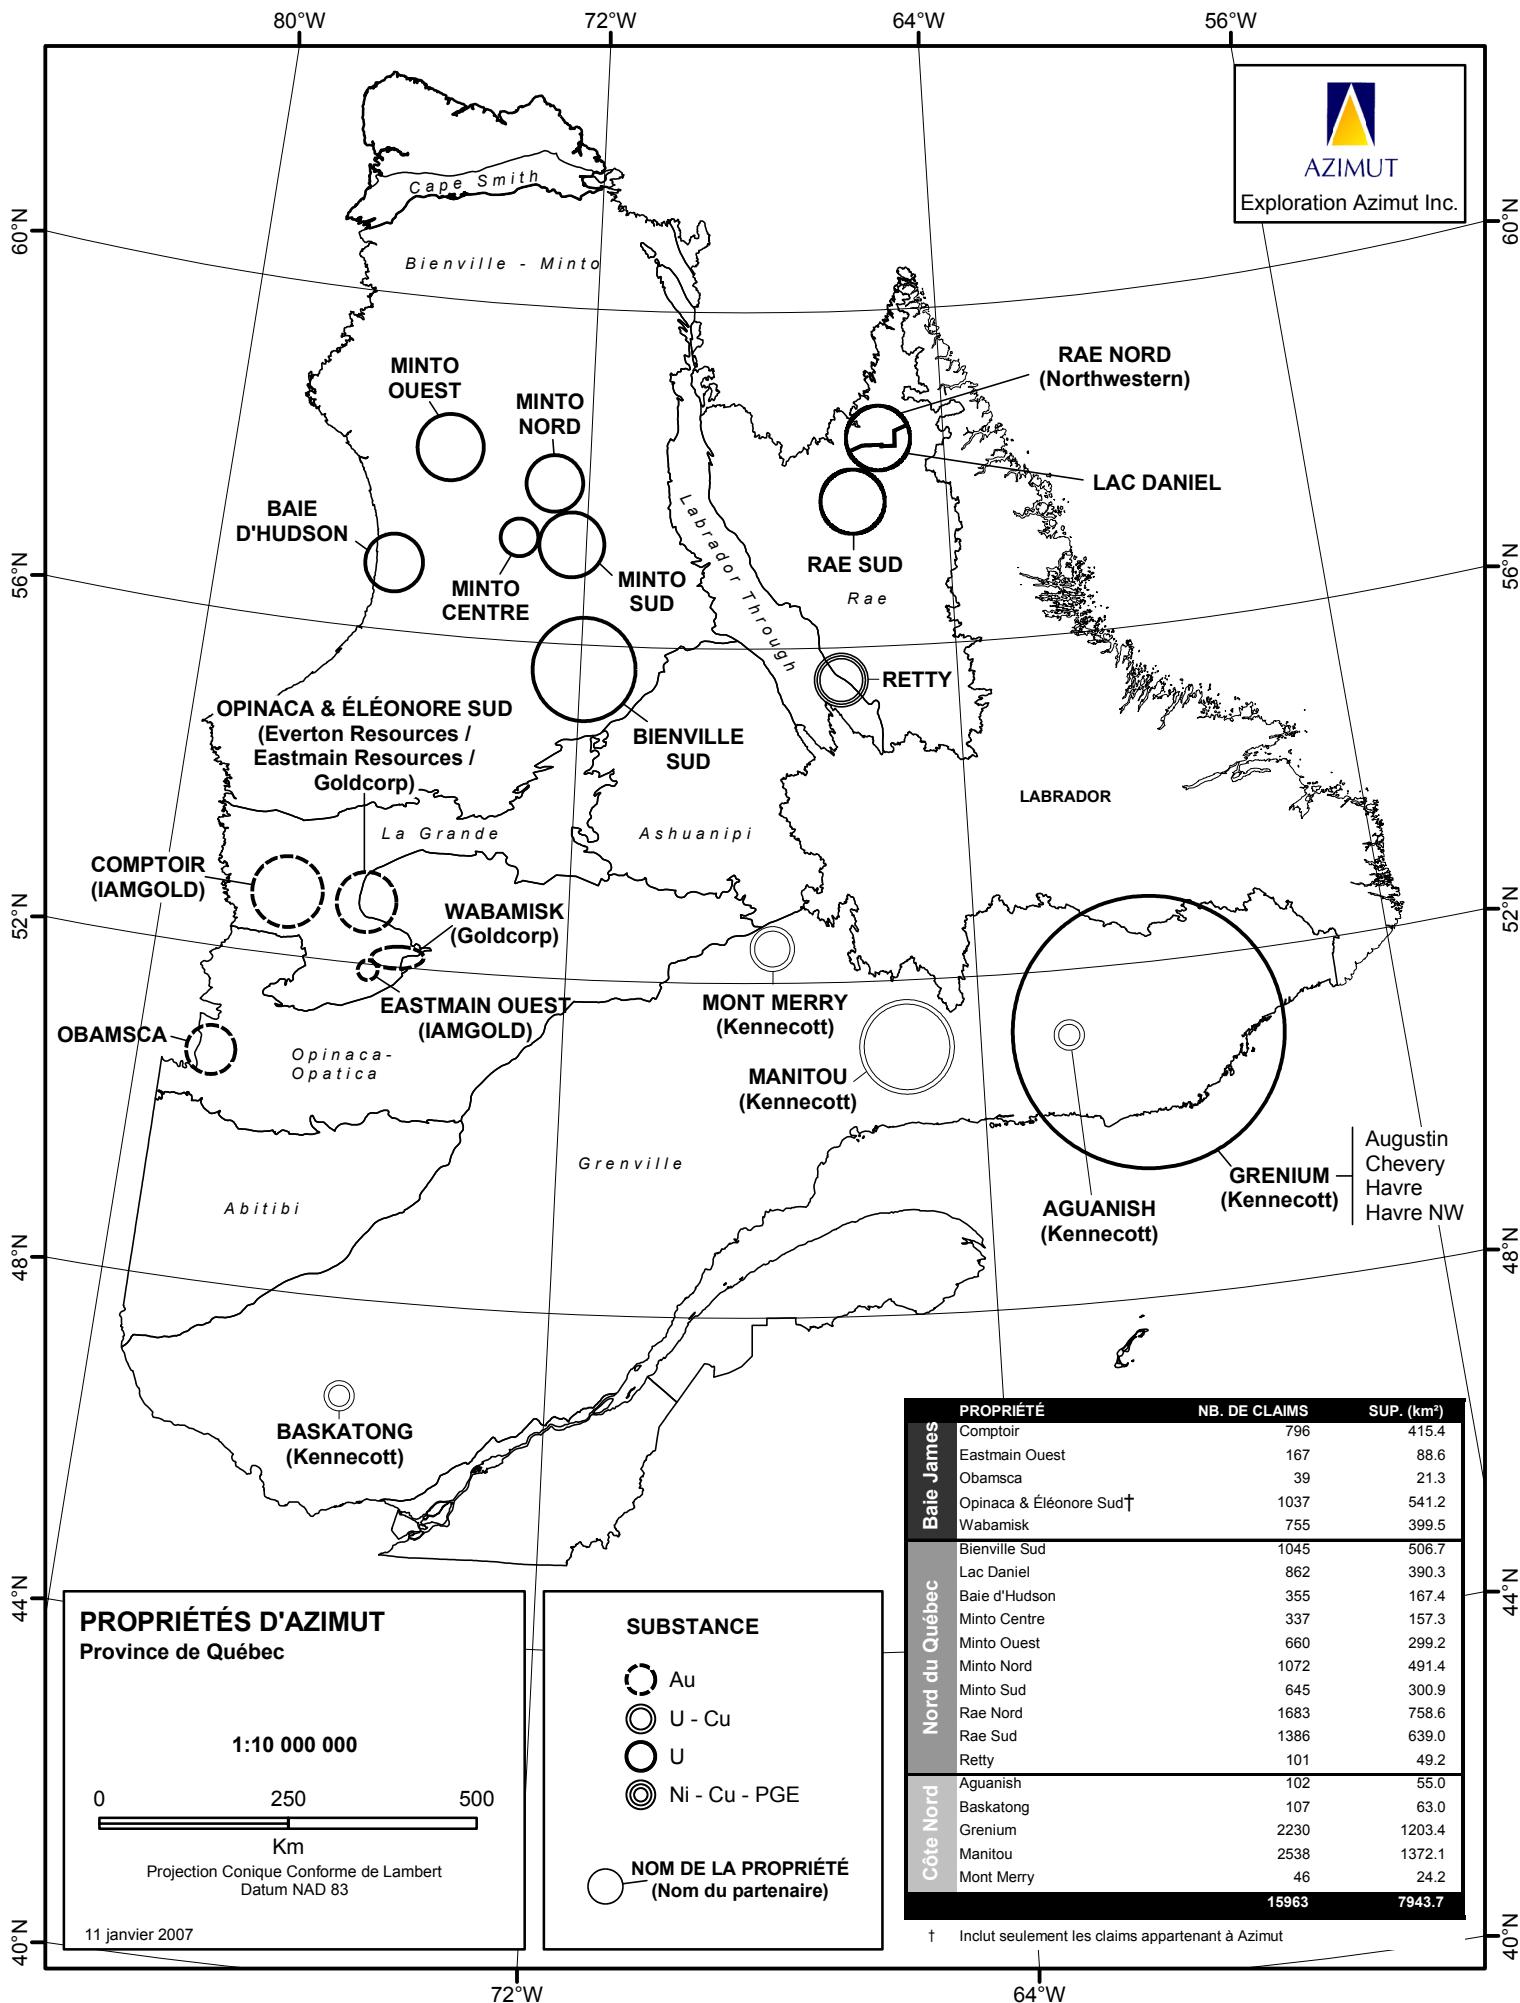 80°W
72°W
64°W
56°W
AZIMUT
Exploration Azimut Inc.
60°N
60°N
Cape Smith
Bienville - Minto
MINTO
OUEST
MINTO
NORD
RAE NORD
(Northwestern)
LAC DANIEL
BAIE
D'HUDSON
Labrador Through
RAE SUD
56°N
56°N
MINTO
CENTRE
MINTO
SUD
Rae
RETTY
OPINACA & ÉLÉONORE SUD
(Everton Resources /
Eastmain Resources /
Goldcorp)
BIENVILLE
SUD
LABRADOR
La Grande
Ashuanipi
COMPTOIR
(IAMGOLD)
52°N
52°N
WABAMISK
(Goldcorp)
EASTMAIN OUEST
(IAMGOLD)
MONT MERRY
(Kennecott)
OBAMSCA
Opinaca-
Opatica
MANITOU
(Kennecott)
Grenville
Abitibi
AGUANISH
(Kennecott)
GRENIUM
(Kennecott)
Augustin
Chevery
Havre
Havre NW
48°N
48°N
BASKATONG
(Kennecott)
PROPRIÉTÉ NB. DE CLAIMS SUP. (km²)
Baie James
Comptoir 796 415.4
Eastmain Ouest 167 88.6
Obamsca 39 21.3
Opinaca & Éléonore Sud† 1037 541.2
Wabamisk 755 399.5
Nord du Québec
Bienville Sud 1045 506.7
Lac Daniel 862 390.3
Baie d'Hudson 355 167.4
Minto Centre 337 157.3
Minto Ouest 660 299.2
Minto Nord 1072 491.4
Minto Sud 645 300.9
Rae Nord 1683 758.6
Rae Sud 1386 639.0
Retty 101 49.2
Côte Nord
Aguanish 102 55.0
Baskatong 107 63.0
Grenium 2230 1203.4
Manitou 2538 1372.1
Mont Merry 46 24.2
15963 7943.7
† Inclut seulement les claims appartenant à Azimut
44°N
44°N
PROPRIÉTÉS D'AZIMUT
Province de Québec
1:10 000 000
0 250 500
Km
Projection Conique Conforme de Lambert
Datum NAD 83
11 janvier 2007
SUBSTANCE
Au
U - Cu
U
Ni - Cu - PGE
NOM DE LA PROPRIÉTÉ
(Nom du partenaire)
40°N
40°N
72°W
64°W